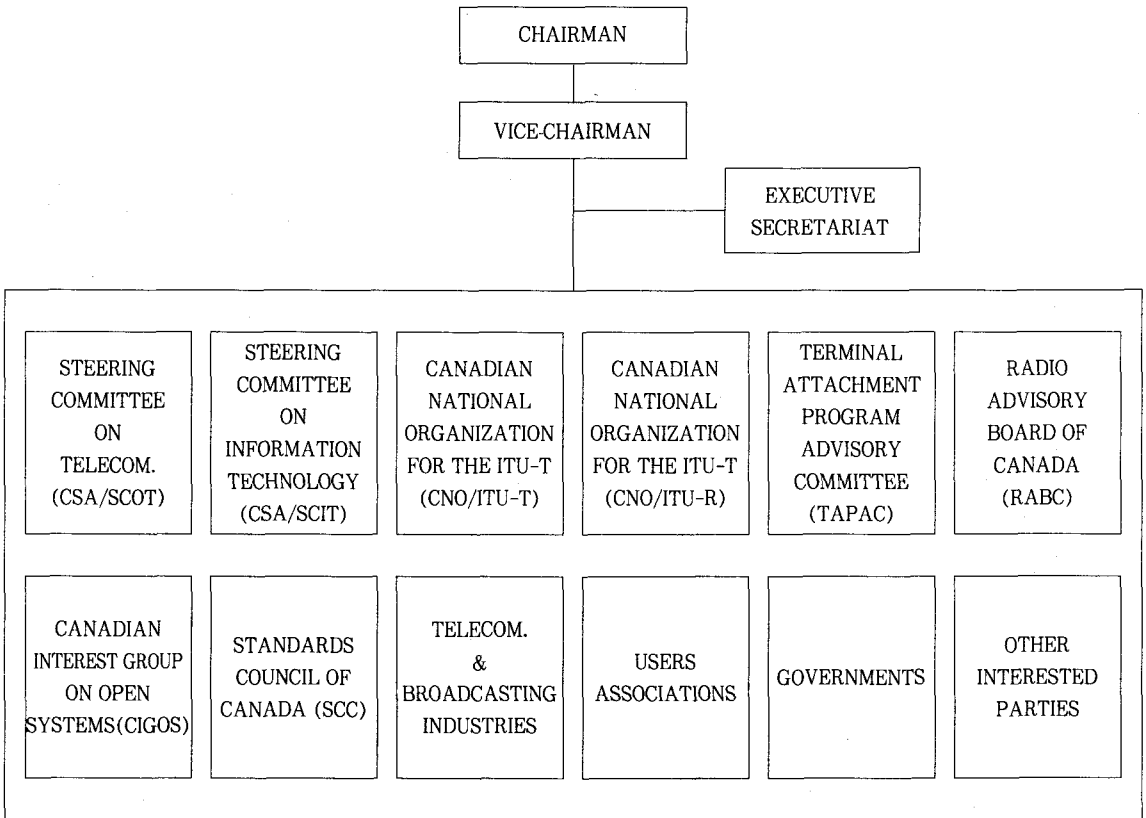 CHAIRMAN
VICE-CHAIRMAN
EXECUTIVE
SECRETARIAT
STEERING
COMMITTEE
ON
TELECOM.
(CSA/SCOT)
STEERING
COMMITTEE
ON
INFORMATION
TECHNOLOGY
(CSA/SCIT)
CANADIAN
NATIONAL
ORGANIZATION
FOR THE ITU-T
(CNO/ITU-T)
CANADIAN
NATIONAL
ORGANIZATION
FOR THE ITU-T
(CNO/ITU-R)
TERMINAL
ATTACHMENT
PROGRAM
ADVISORY
COMMITTEE
(TAPAC)
RADIO
ADVISORY
BOARD OF
CANADA
(RABC)
CANADIAN
INTEREST GROUP
ON OPEN
SYSTEMS(CIGOS)
STANDARDS
COUNCIL OF
CANADA (SCC)
TELECOM.
&
BROADCASTING
INDUSTRIES
USERS
ASSOCIATIONS
GOVERNMENTS
OTHER
INTERESTED
PARTIES